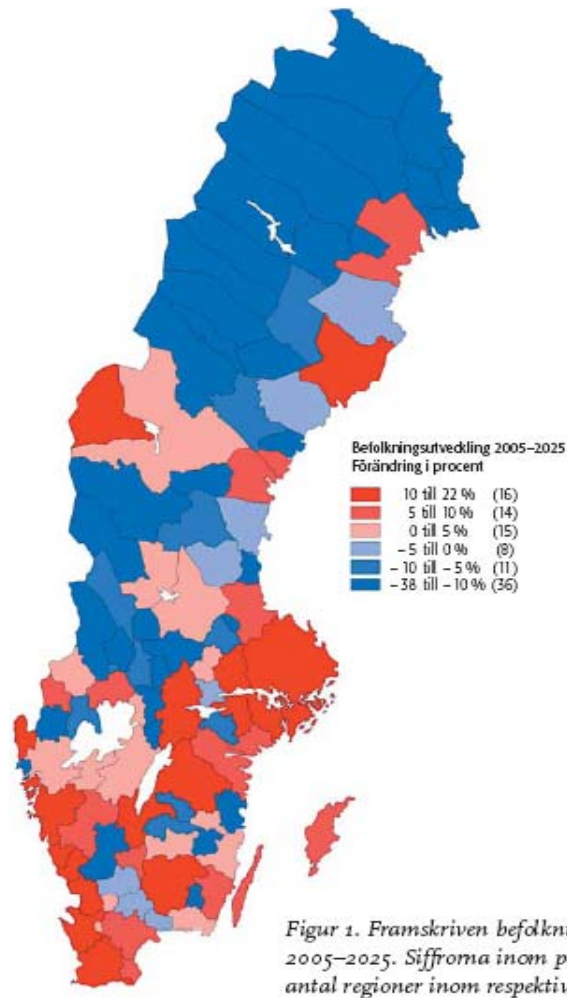 Befolkningsutveckling 2005–2025
Förändring i procent
10 till 22 % (16)
5 till 10 % (14)
0 till 5 % (15)
–5 till 0 % (8)
–10 till –5 % (11)
–38 till –10 % (36)
Figur 1. Framskriven befolkn
2005–2025. Siffrorna inom p
antal regioner inom respektiv